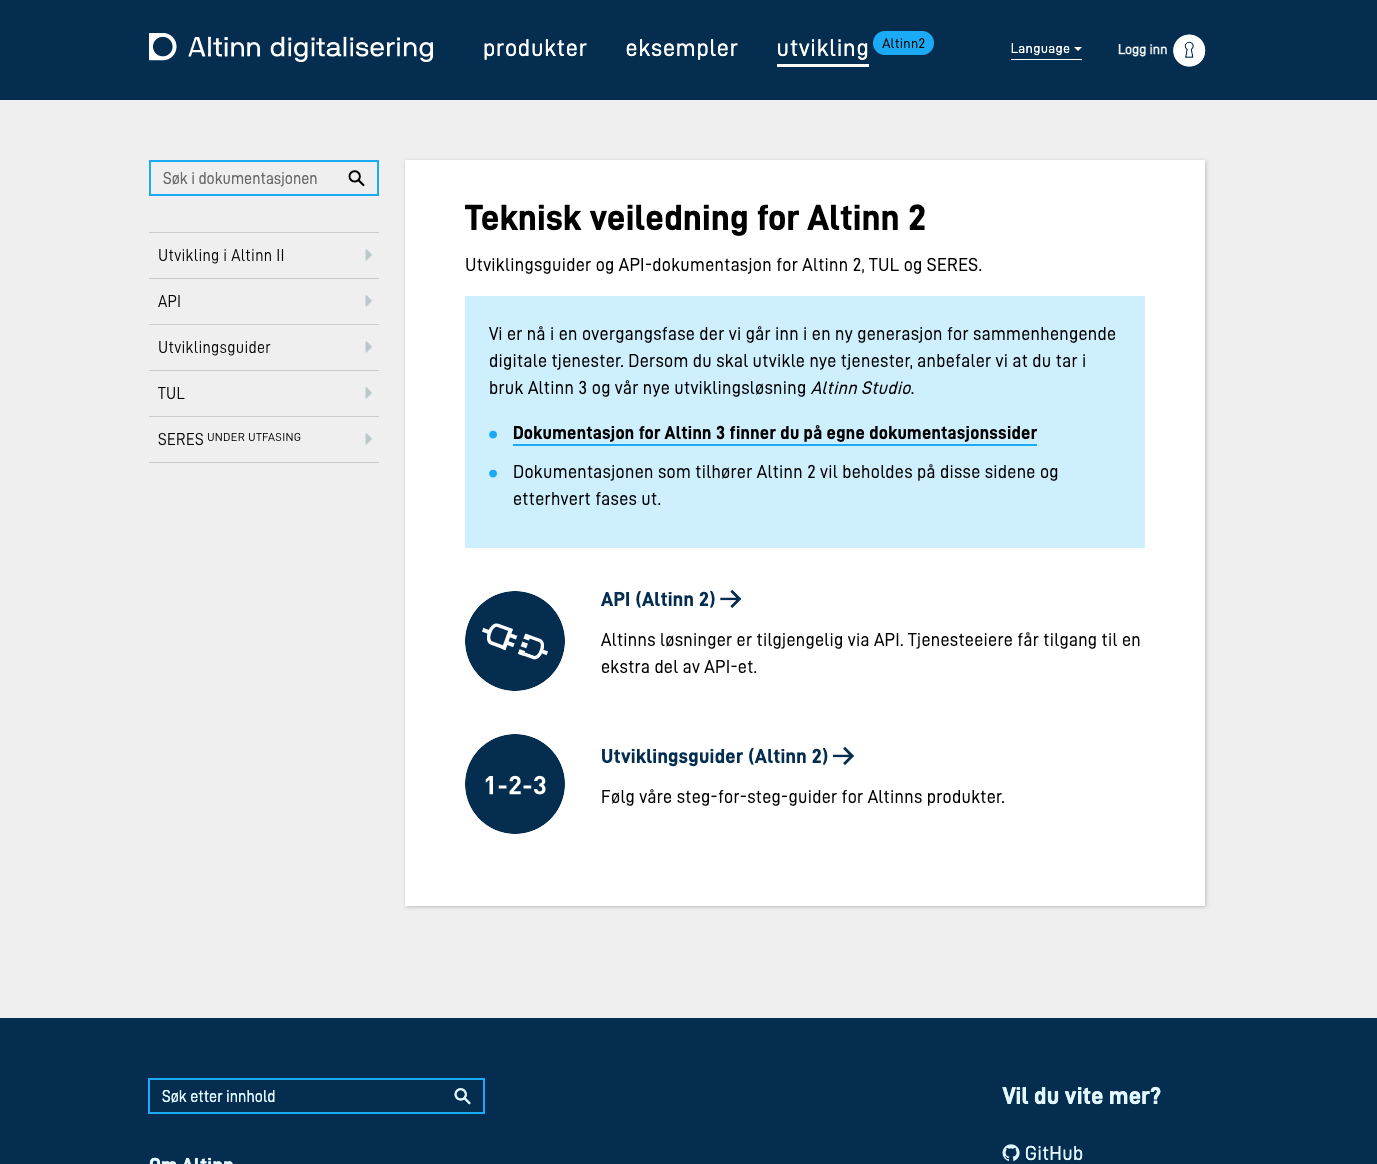 Altinn digitalisering
produkter
eksempler
utvikling
Altinn2
Language
Logg inn
Søk i dokumentasjonen
Utvikling i Altinn II
API
Utviklingsguider
TUL
SERES UNDER UTFASING
Teknisk veiledning for Altinn 2
Utviklingsguider og API-dokumentasjon for Altinn 2, TUL og SERES.
Vi er nå i en overgangsfase der vi går inn i en ny generasjon for sammenhengende
digitale tjenester. Dersom du skal utvikle nye tjenester, anbefaler vi at du tar i
bruk Altinn 3 og vår nye utviklingsløsning Altinn Studio.
Dokumentasjon for Altinn 3 finner du på egne dokumentasjonssider
Dokumentasjonen som tilhører Altinn 2 vil beholdes på disse sidene og
etterhvert fases ut.
API (Altinn 2)
Altinns løsninger er tilgjengelig via API. Tjenesteeiere får tilgang til en
ekstra del av API-et.
1-2-3
Utviklingsguider (Altinn 2)
Følg våre steg-for-steg-guider for Altinns produkter.
Søk etter innhold
Vil du vite mer?
GitHub
Om Altinn